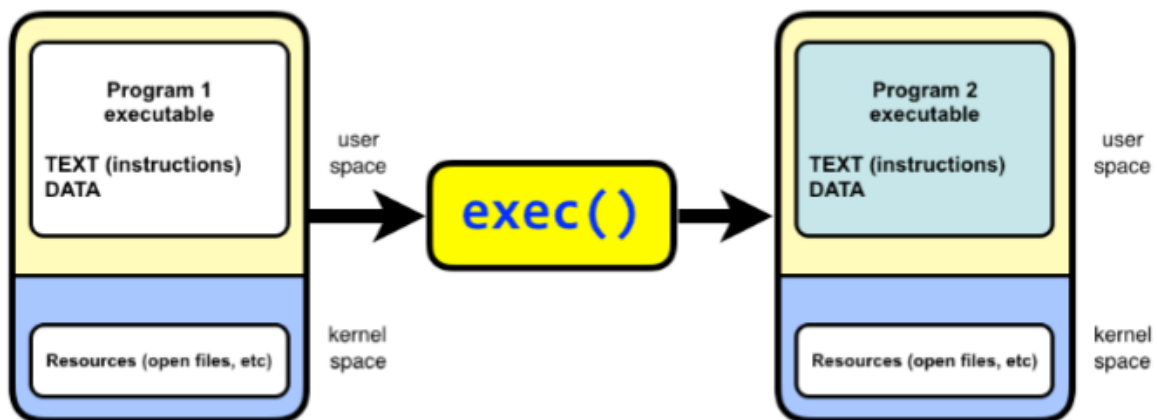 Program 1
executable
TEXT (instructions)
DATA
user
space
Resources (open files, etc)
kernel
space
exec()
Program 2
executable
TEXT (instructions)
DATA
user
space
Resources (open files, etc)
kernel
space